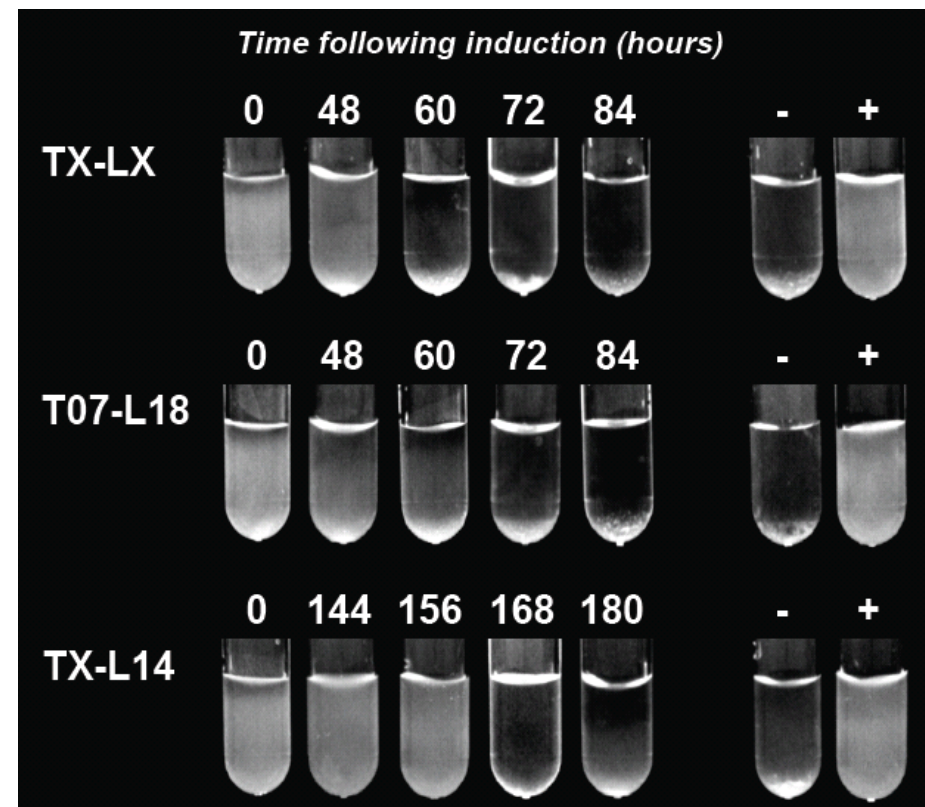 Time following induction (hours)
0 48 60 72 84 - +
TX-LX
0 48 60 72 84 - +
T07-L18
0 144 156 168 180 - +
TX-L14